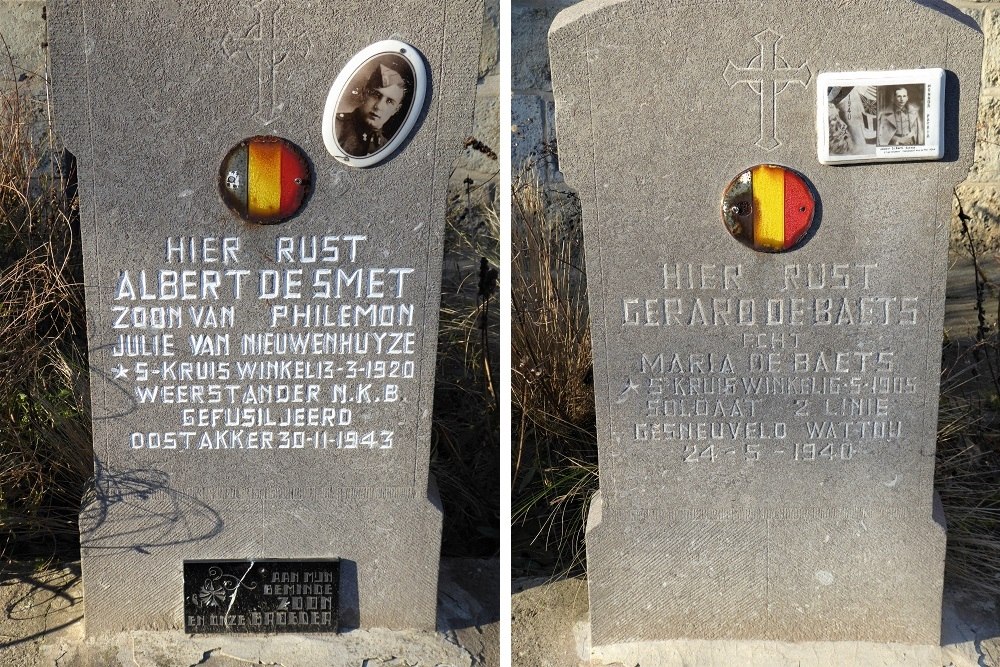 HIER RUST
ALBERT DE SMET
ZOON VAN PHILEMON
JULIE VAN NIEUWENHUYZE
* S-KRUIS WINKEL 13-3-1920
WEERSTANDER N.K.B.
GEFUSILJEERD
OOSTAKKER 30-11-1943
AAN MIJN
BEMINDE
ZOON
EN ONZE BROEDER
HIER RUST
GERARD DE BAETS
ECHT
MARIA DE BAETS
* S-KRUIS WINKEL 16-5-1905
SOLDAAT 2 LINIE
GESNEUVELD WATTOU
24-5-1940